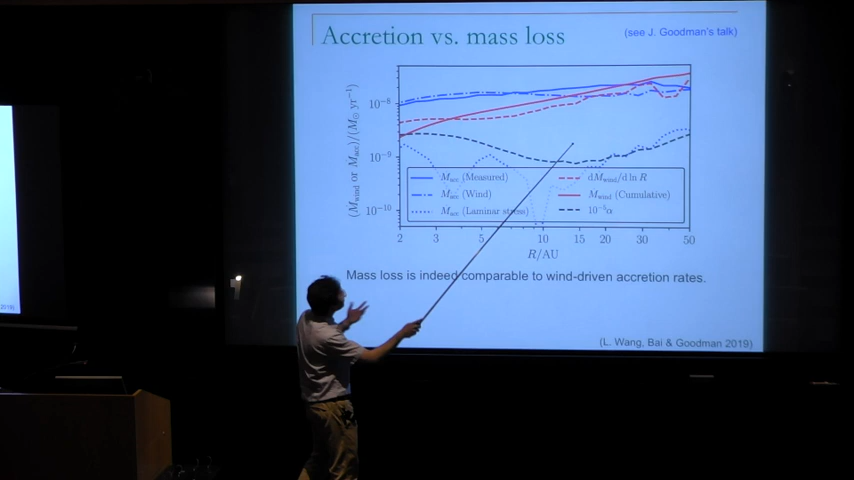 Accretion vs. mass loss
(see J. Goodman's talk)
(Ṁwind or Ṁacc)/(M⊙ yr⁻¹)
10⁻⁸
10⁻⁹
10⁻¹⁰
Ṁacc (Measured)
Ṁacc (Wind)
Ṁacc (Laminar stress)
dṀwind/d ln R
Ṁwind (Cumulative)
10⁻⁵α
2 3 5 10 15 20 30 50
R/AU
Mass loss is indeed comparable to wind-driven accretion rates.
(L. Wang, Bai & Goodman 2019)
2019)